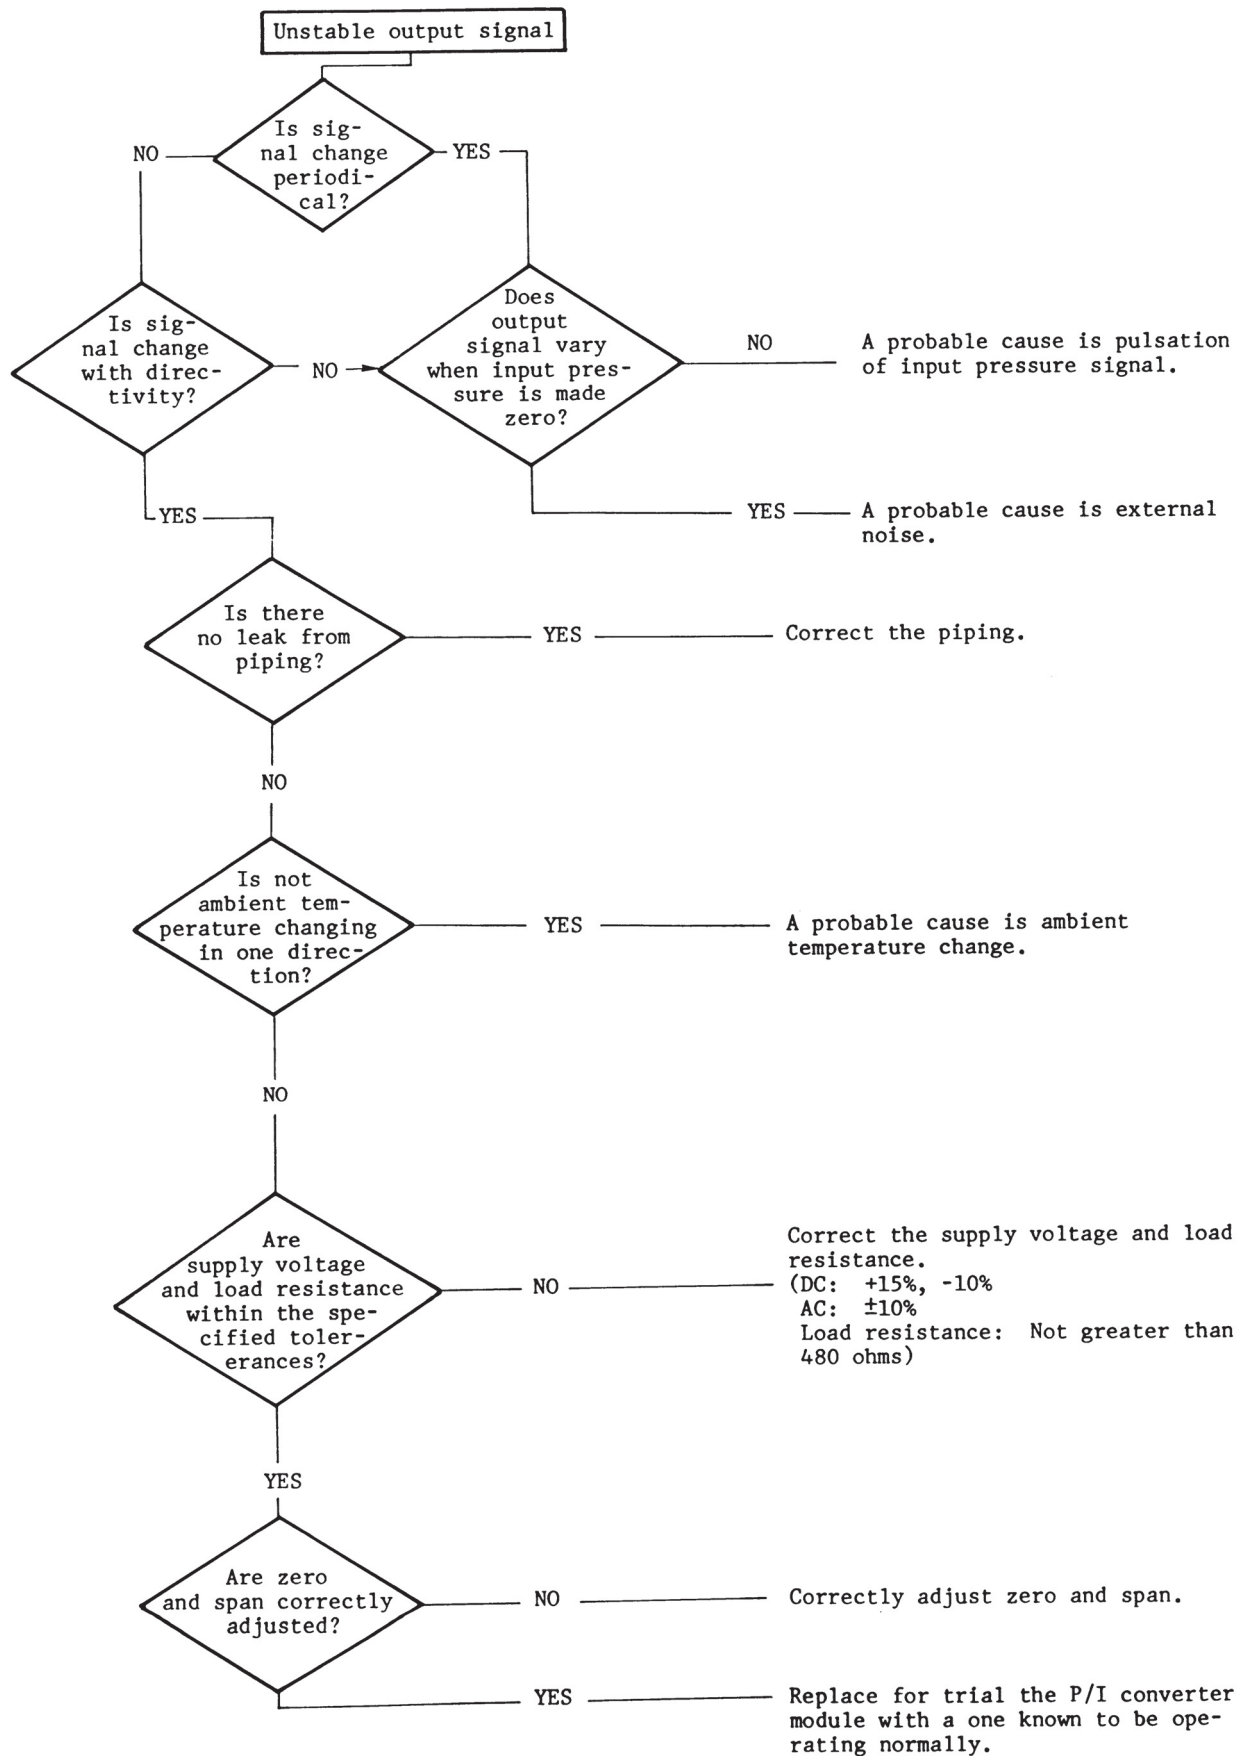 Unstable output signal
Is sig-
nal change
periodi-
cal?
NO
YES
Is sig-
nal change
with direc-
tivity?
NO
Does
output
signal vary
when input pres-
sure is made
zero?
NO
A probable cause is pulsation
of input pressure signal.
YES
YES
A probable cause is external
noise.
Is there
no leak from
piping?
YES
Correct the piping.
NO
Is not
ambient tem-
perature changing
in one direc-
tion?
YES
A probable cause is ambient
temperature change.
NO
Are
supply voltage
and load resistance
within the spe-
cified toler-
erances?
NO
Correct the supply voltage and load
resistance.
(DC: +15%, -10%
AC: ±10%
Load resistance: Not greater than
480 ohms)
YES
Are zero
and span correctly
adjusted?
NO
Correctly adjust zero and span.
YES
Replace for trial the P/I converter
module with a one known to be ope-
rating normally.